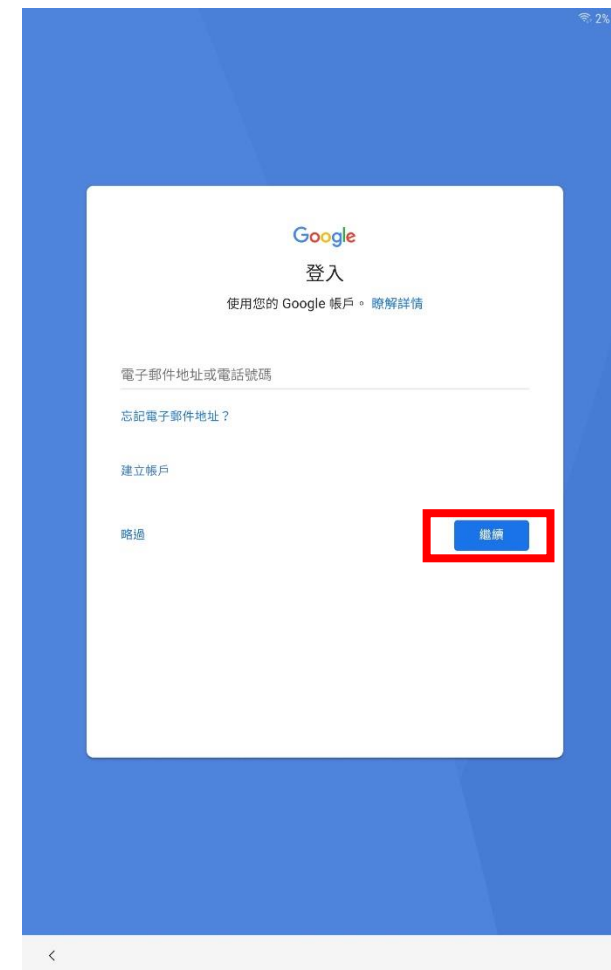 2%
Google
登入
使用您的 Google 帳戶。 瞭解詳情
電子郵件地址或電話號碼
忘記電子郵件地址？
建立帳戶
略過
繼續